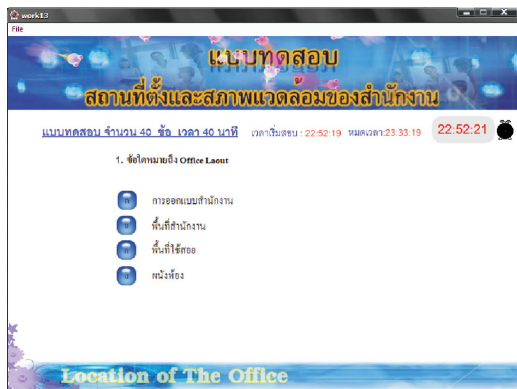 work13
File
แบบทดสอบ
สถานที่ตั้งและสภาพแวดล้อมของสำนักงาน
แบบทดสอบ จำนวน 40 ข้อ เวลา 40 นาที เวลาเริ่มสอบ : 22:52:19 หมดเวลา:23:33:19 22:52:21
1. ข้อใดหมายถึง Office Laout
การออกแบบสำนักงาน
พื้นที่สำนักงาน
พื้นที่ใช้สอย
ผนังห้อง
Location of The Office